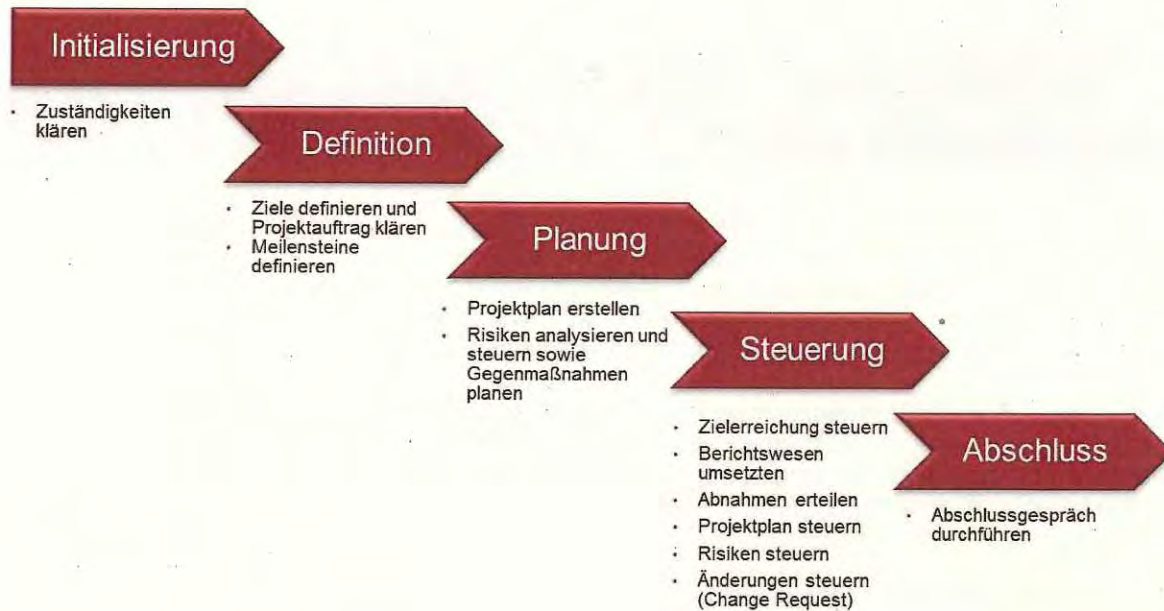 Initialisierung
• Zuständigkeiten
klären
Definition
• Ziele definieren und
Projektauftrag klären
• Meilensteine
definieren
Planung
• Projektplan erstellen
• Risiken analysieren und
steuern sowie
Gegenmaßnahmen
planen
Steuerung
• Zielerreichung steuern
• Berichtswesen
umsetzten
• Abnahmen erteilen
• Projektplan steuern
• Risiken steuern
• Änderungen steuern
(Change Request)
Abschluss
• Abschlussgespräch
durchführen